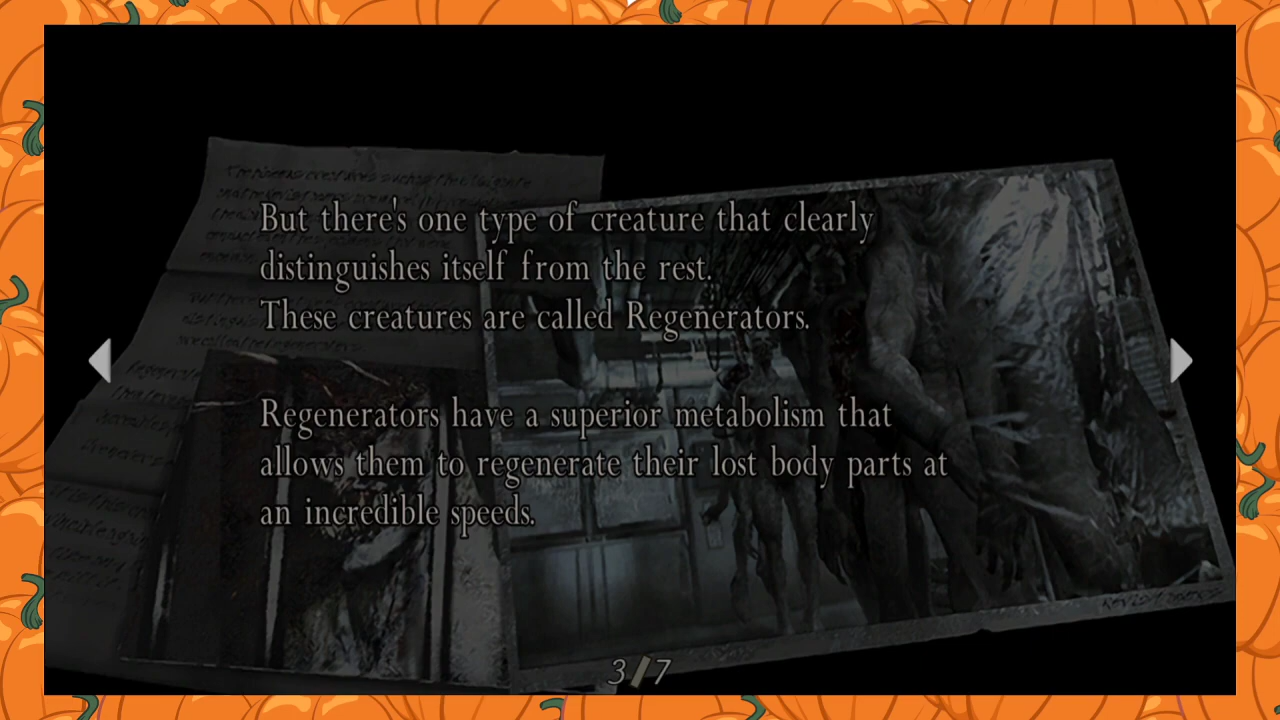 But there's one type of creature that clearly
distinguishes itself from the rest.
These creatures are called Regenerators.
Regenerators have a superior metabolism that
allows them to regenerate their lost body parts at
an incredible speeds.
3/7